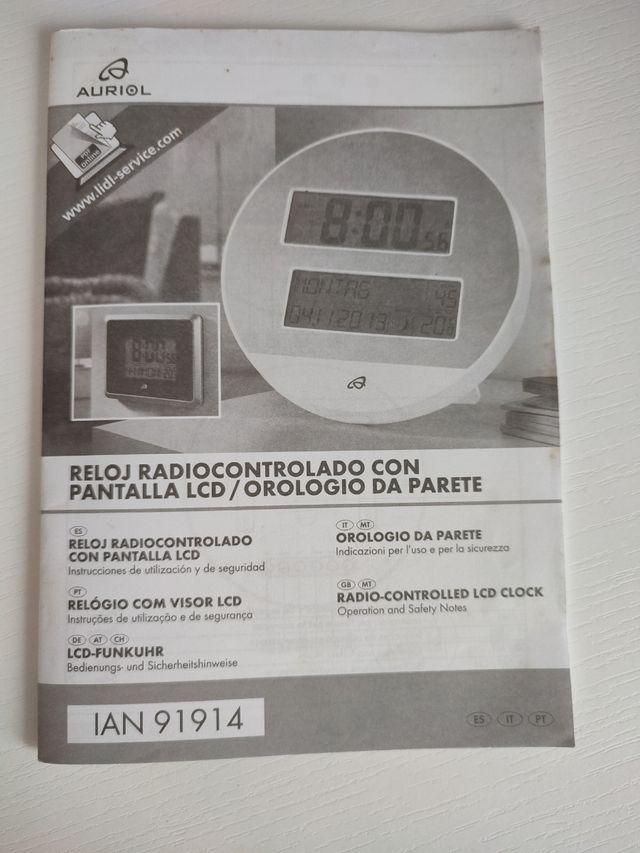 AURIOL
PDF online
www.lidl-service.com
8:00 56
MONTAG 45
04.11.2013
RELOJ RADIOCONTROLADO CON
PANTALLA LCD / OROLOGIO DA PARETE
ES
RELOJ RADIOCONTROLADO
CON PANTALLA LCD
Instrucciones de utilización y de seguridad
PT
RELÓGIO COM VISOR LCD
Instruções de utilização e de segurança
DE AT CH
LCD-FUNKUHR
Bedienungs- und Sicherheitshinweise
IT MT
OROLOGIO DA PARETE
Indicazioni per l'uso e per la sicurezza
GB MT
RADIO-CONTROLLED LCD CLOCK
Operation and Safety Notes
IAN 91914
ES IT PT